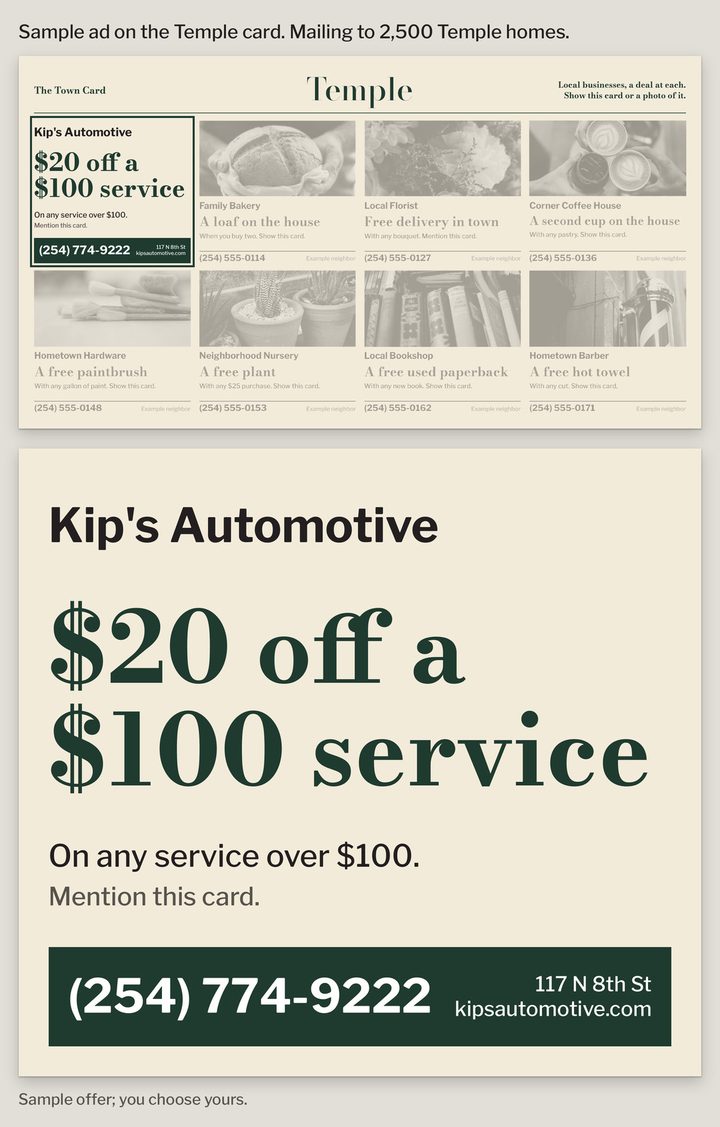 Sample ad on the Temple card. Mailing to 2,500 Temple homes.
The Town Card
Temple
Local businesses, a deal at each.
Show this card or a photo of it.
Kip's Automotive
$20 off a
$100 service
On any service over $100.
Mention this card.
(254) 774-9222
117 N 8th St
kipsautomotive.com
Family Bakery
A loaf on the house
When you buy two. Show this card.
(254) 555-0114
Example neighbor
Local Florist
Free delivery in town
With any bouquet. Mention this card.
(254) 555-0127
Example neighbor
Corner Coffee House
A second cup on the house
With any pastry. Show this card.
(254) 555-0136
Example neighbor
Hometown Hardware
A free paintbrush
With any gallon of paint. Show this card.
(254) 555-0148
Example neighbor
Neighborhood Nursery
A free plant
With any $25 purchase. Show this card.
(254) 555-0153
Example neighbor
Local Bookshop
A free used paperback
With any new book. Show this card.
(254) 555-0162
Example neighbor
Hometown Barber
A free hot towel
With any cut. Show this card.
(254) 555-0171
Example neighbor
Kip's Automotive
$20 off a
$100 service
On any service over $100.
Mention this card.
(254) 774-9222
117 N 8th St
kipsautomotive.com
Sample offer; you choose yours.